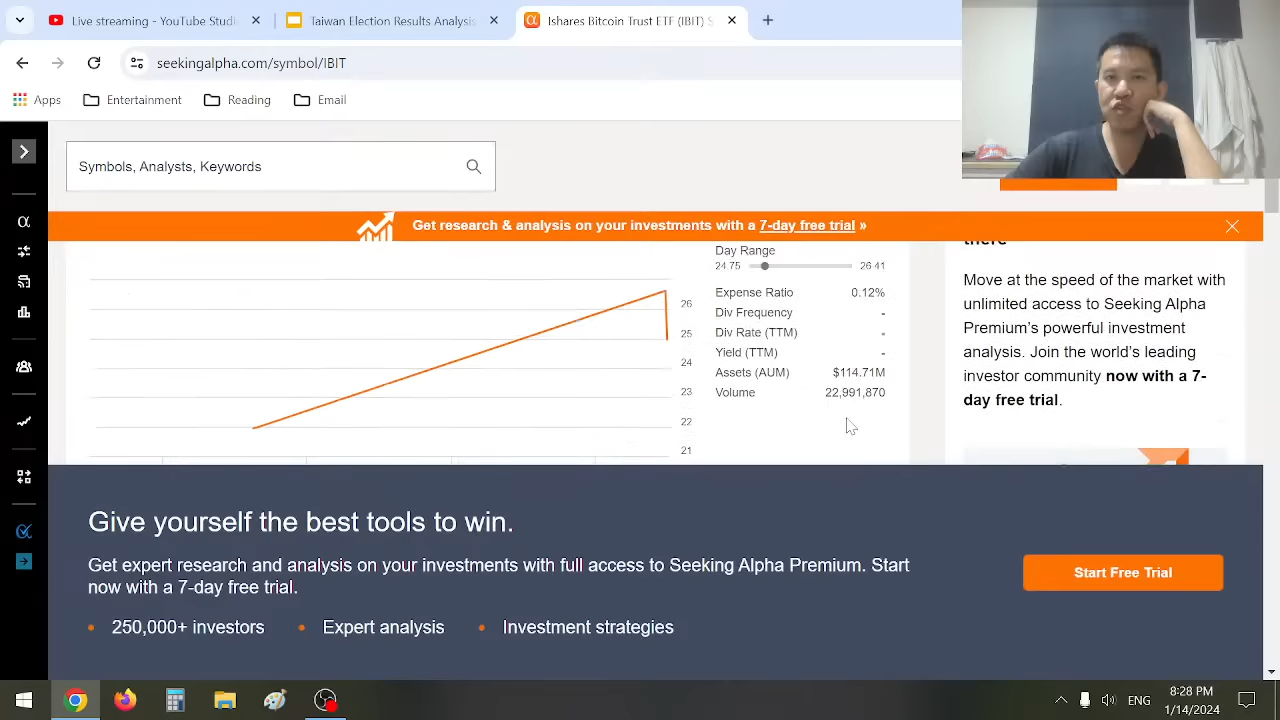 Live streaming - YouTube Studi
Taiwan Election Results Analysis
Ishares Bitcoin Trust ETF (IBIT) S
seekingalpha.com/symbol/IBIT
Apps
Entertainment
Reading
Email
Symbols, Analysts, Keywords
Get research & analysis on your investments with a 7-day free trial »
Day Range
24.75
26.41
Expense Ratio
0.12%
Div Frequency
-
Div Rate (TTM)
-
Yield (TTM)
-
Assets (AUM)
$114.71M
Volume
22,991,870
26
25
24
23
22
21
there
Move at the speed of the market with
unlimited access to Seeking Alpha
Premium's powerful investment
analysis. Join the world's leading
investor community now with a 7-
day free trial.
Give yourself the best tools to win.
Get expert research and analysis on your investments with full access to Seeking Alpha Premium. Start
now with a 7-day free trial.
Start Free Trial
• 250,000+ investors
• Expert analysis
• Investment strategies
ENG
8:28 PM
1/14/2024